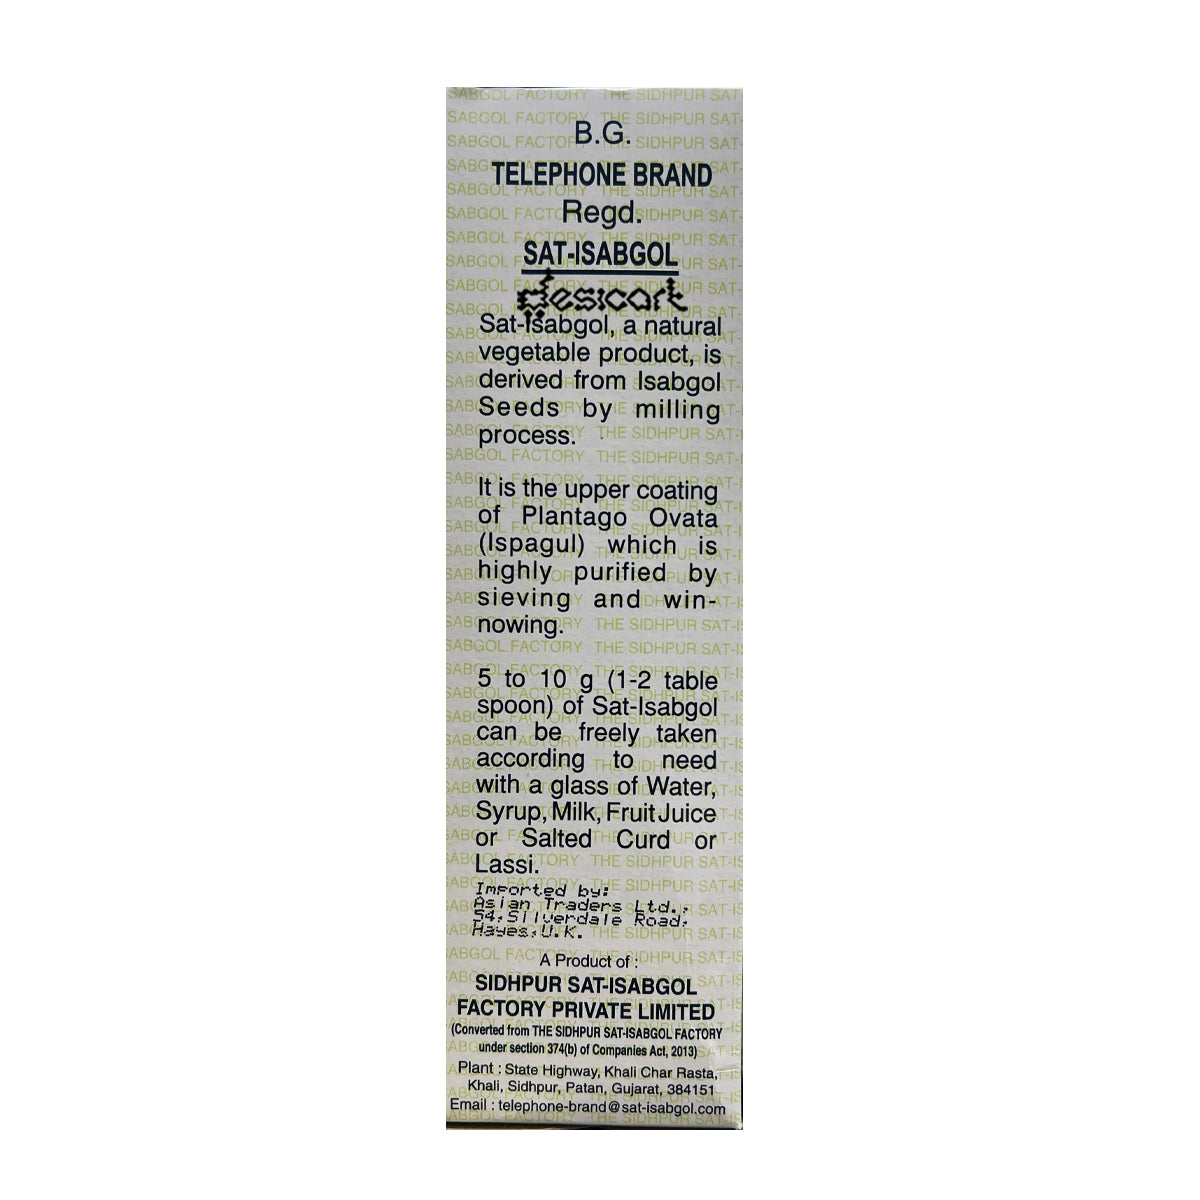 B.G.
TELEPHONE BRAND
Regd.
SAT-ISABGOL
desicart
Sat-Isabgol, a natural
vegetable product, is
derived from Isabgol
Seeds by milling
process.
It is the upper coating
of Plantago Ovata
(Ispagul) which is
highly purified by
sieving and win-
nowing.
5 to 10 g (1-2 table
spoon) of Sat-Isabgol
can be freely taken
according to need
with a glass of Water,
Syrup, Milk, Fruit Juice
or Salted Curd or
Lassi.
Imported by:
Asian Traders Ltd.,
54,Silverdale Road,
Hayes,U.K.
A Product of :
SIDHPUR SAT-ISABGOL
FACTORY PRIVATE LIMITED
(Converted from THE SIDHPUR SAT-ISABGOL FACTORY
under section 374(b) of Companies Act, 2013)
Plant : State Highway, Khali Char Rasta,
Khali, Sidhpur, Patan, Gujarat, 384151
Email : telephone-brand@sat-isabgol.com